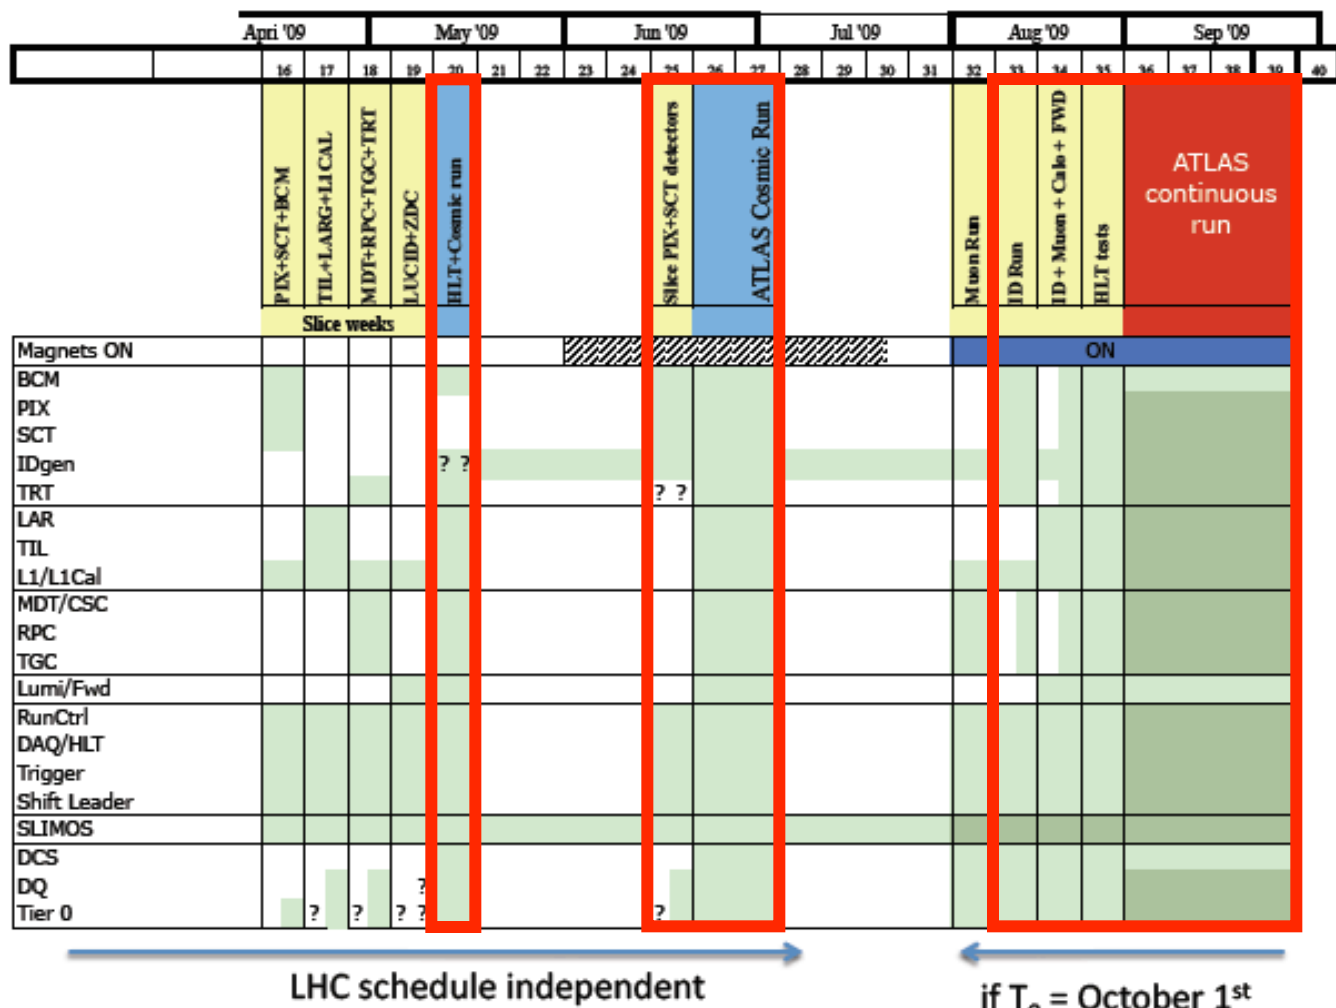 Apri '09 May '09 Jun '09 Jul '09 Aug '09 Sep '09
16 17 18 19 20 21 22 23 24 25 26 27 28 29 30 31 32 33 34 35 36 37 38 39 40
PIX+SCT+BCM
TIL+LARG+L1CAL
MDT+RPC+TGC+TRT
LUCID+ZDC
HLT+Cosmic run
Slice PIX+SCT detectors
ATLAS Cosmic Run
Muon Run
ID Run
ID + Muon + Calo + FWD
HLT tests
ATLAS
continuous
run
Slice weeks
Magnets ON ON
BCM
PIX
SCT
IDgen ? ?
TRT ? ?
LAR
TIL
L1/L1Cal
MDT/CSC
RPC
TGC
Lumi/Fwd
RunCtrl
DAQ/HLT
Trigger
Shift Leader
SLIMOS
DCS
DQ ?
Tier 0 ? ? ? ? ?
LHC schedule independent
if T₀ = October 1st